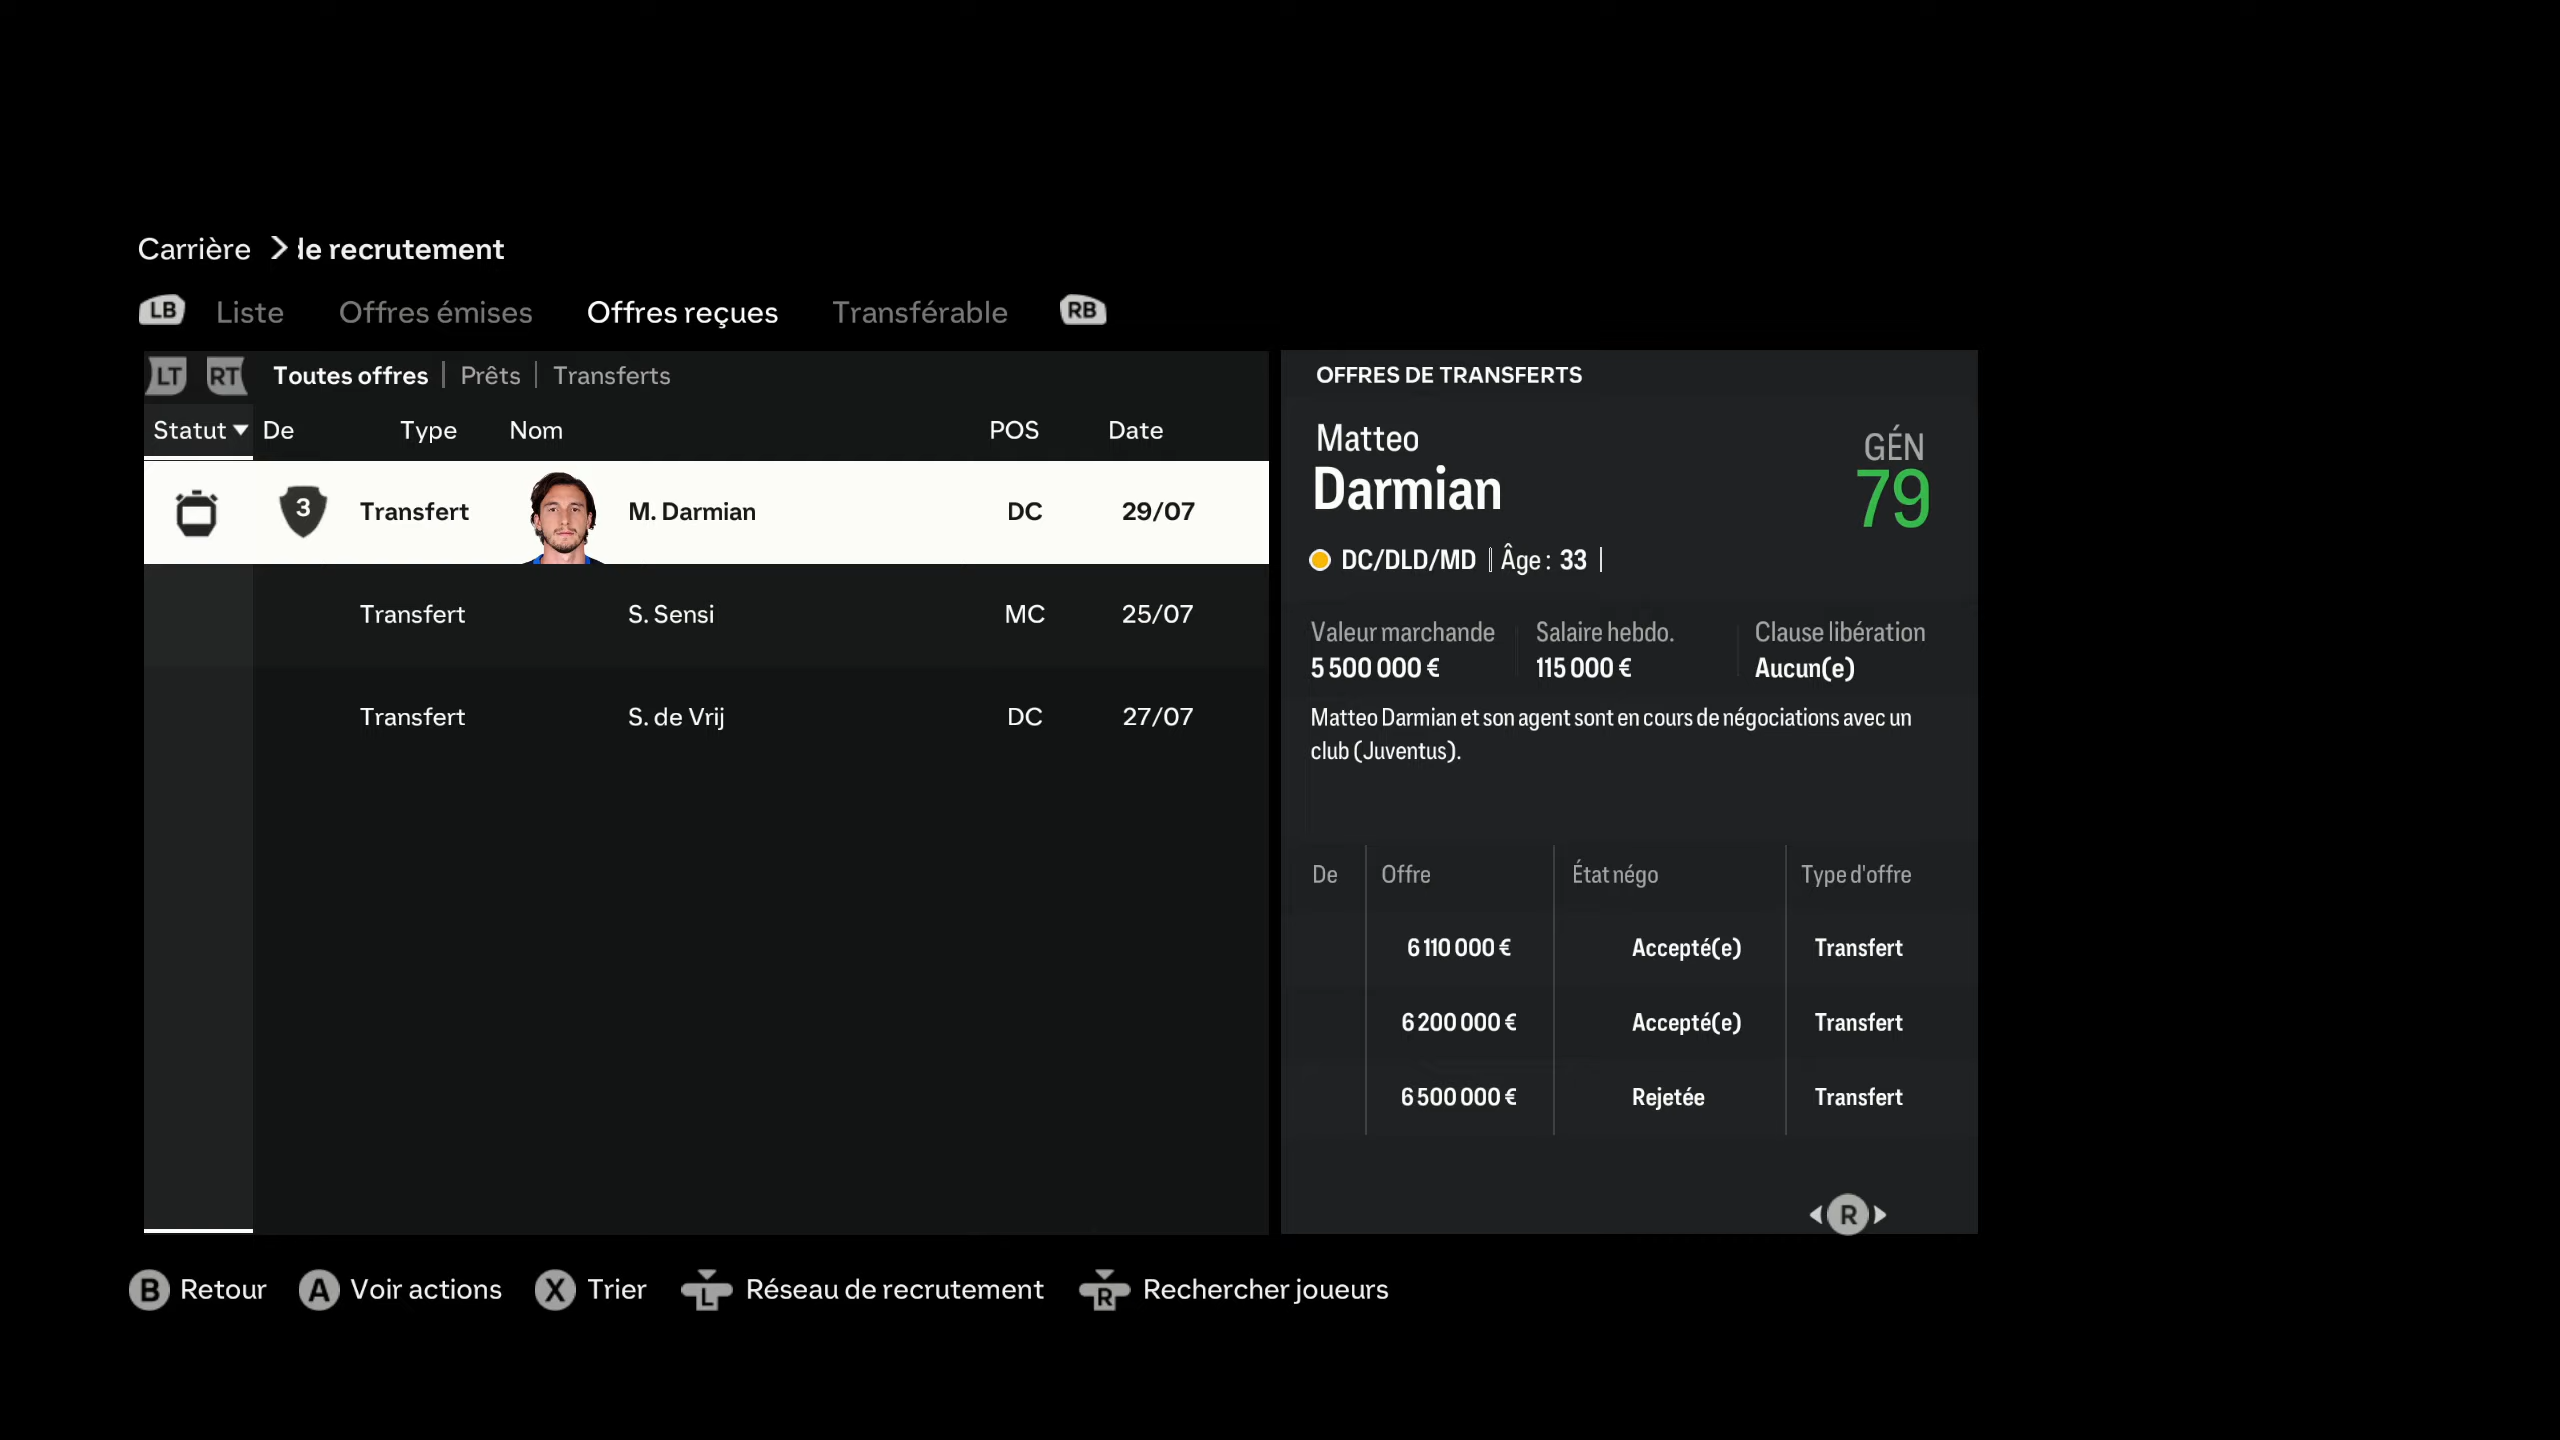 Carrière > le recrutement
LB Liste Offres émises Offres reçues Transférable RB
LT RT Toutes offres | Prêts | Transferts
Statut De Type Nom POS Date
3 Transfert M. Darmian DC 29/07
Transfert S. Sensi MC 25/07
Transfert S. de Vrij DC 27/07
OFFRES DE TRANSFERTS
Matteo
Darmian
GÉN
79
DC/DLD/MD | Âge : 33 |
Valeur marchande Salaire hebdo. Clause libération
5 500 000 € 115 000 € Aucun(e)
Matteo Darmian et son agent sont en cours de négociations avec un
club (Juventus).
De Offre État négo Type d'offre
6 110 000 € Accepté(e) Transfert
6 200 000 € Accepté(e) Transfert
6 500 000 € Rejetée Transfert
R
B Retour A Voir actions X Trier L Réseau de recrutement R Rechercher joueurs